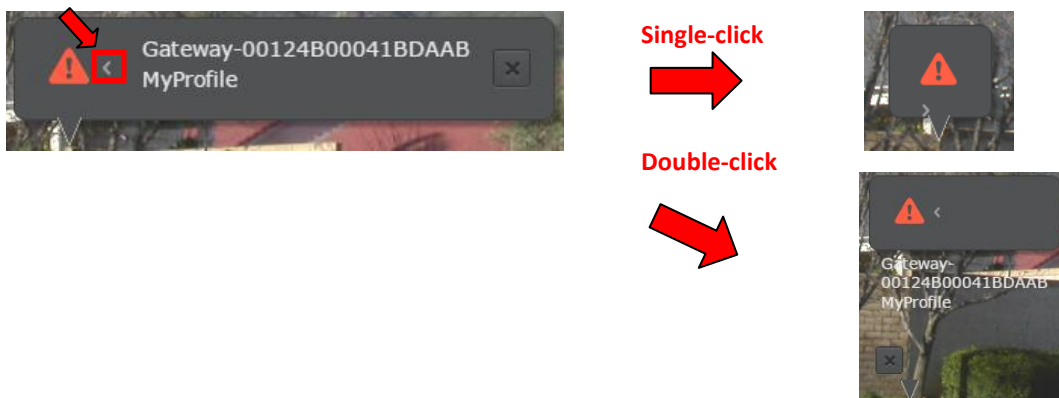 Gateway-00124B00041BDAAB
MyProfile
Single-click
Double-click
Gateway-
00124B00041BDAAB
MyProfile